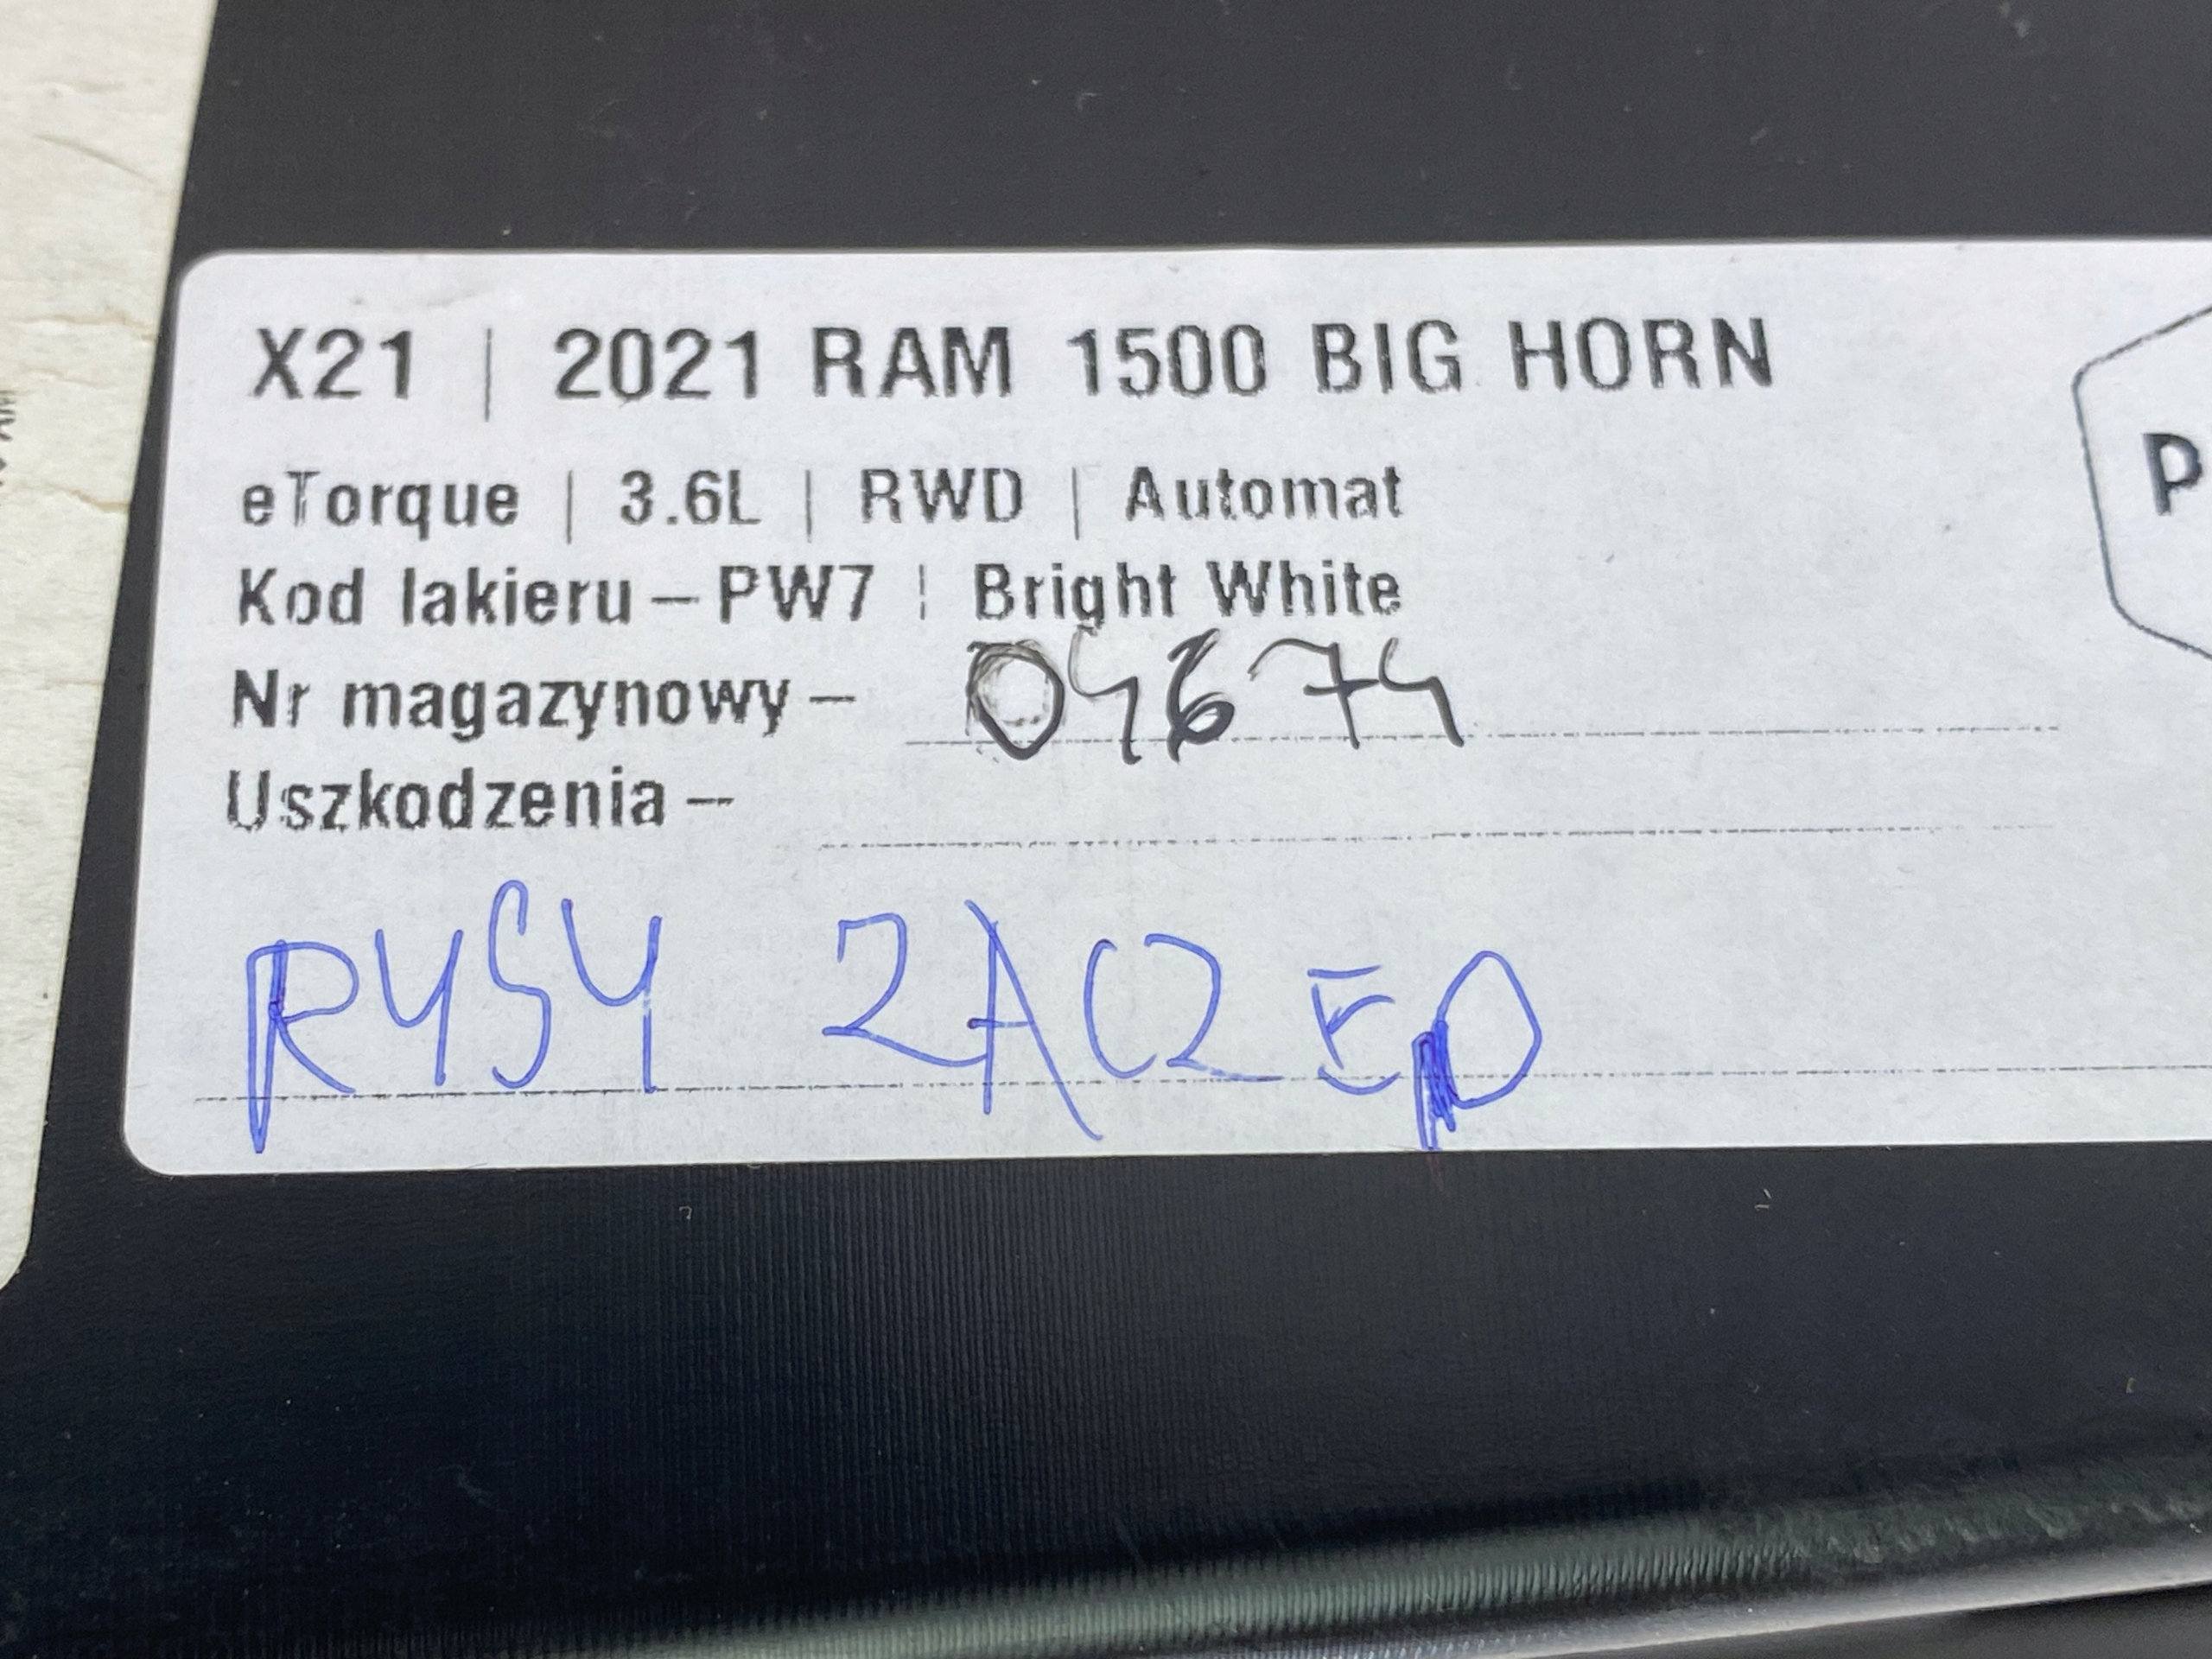 X21 | 2021 RAM 1500 BIG HORN
eTorque | 3.6L | RWD | Automat
Kod lakieru – PW7 | Bright White
Nr magazynowy – 04674
Uszkodzenia –
RYSY ZACZEP
P